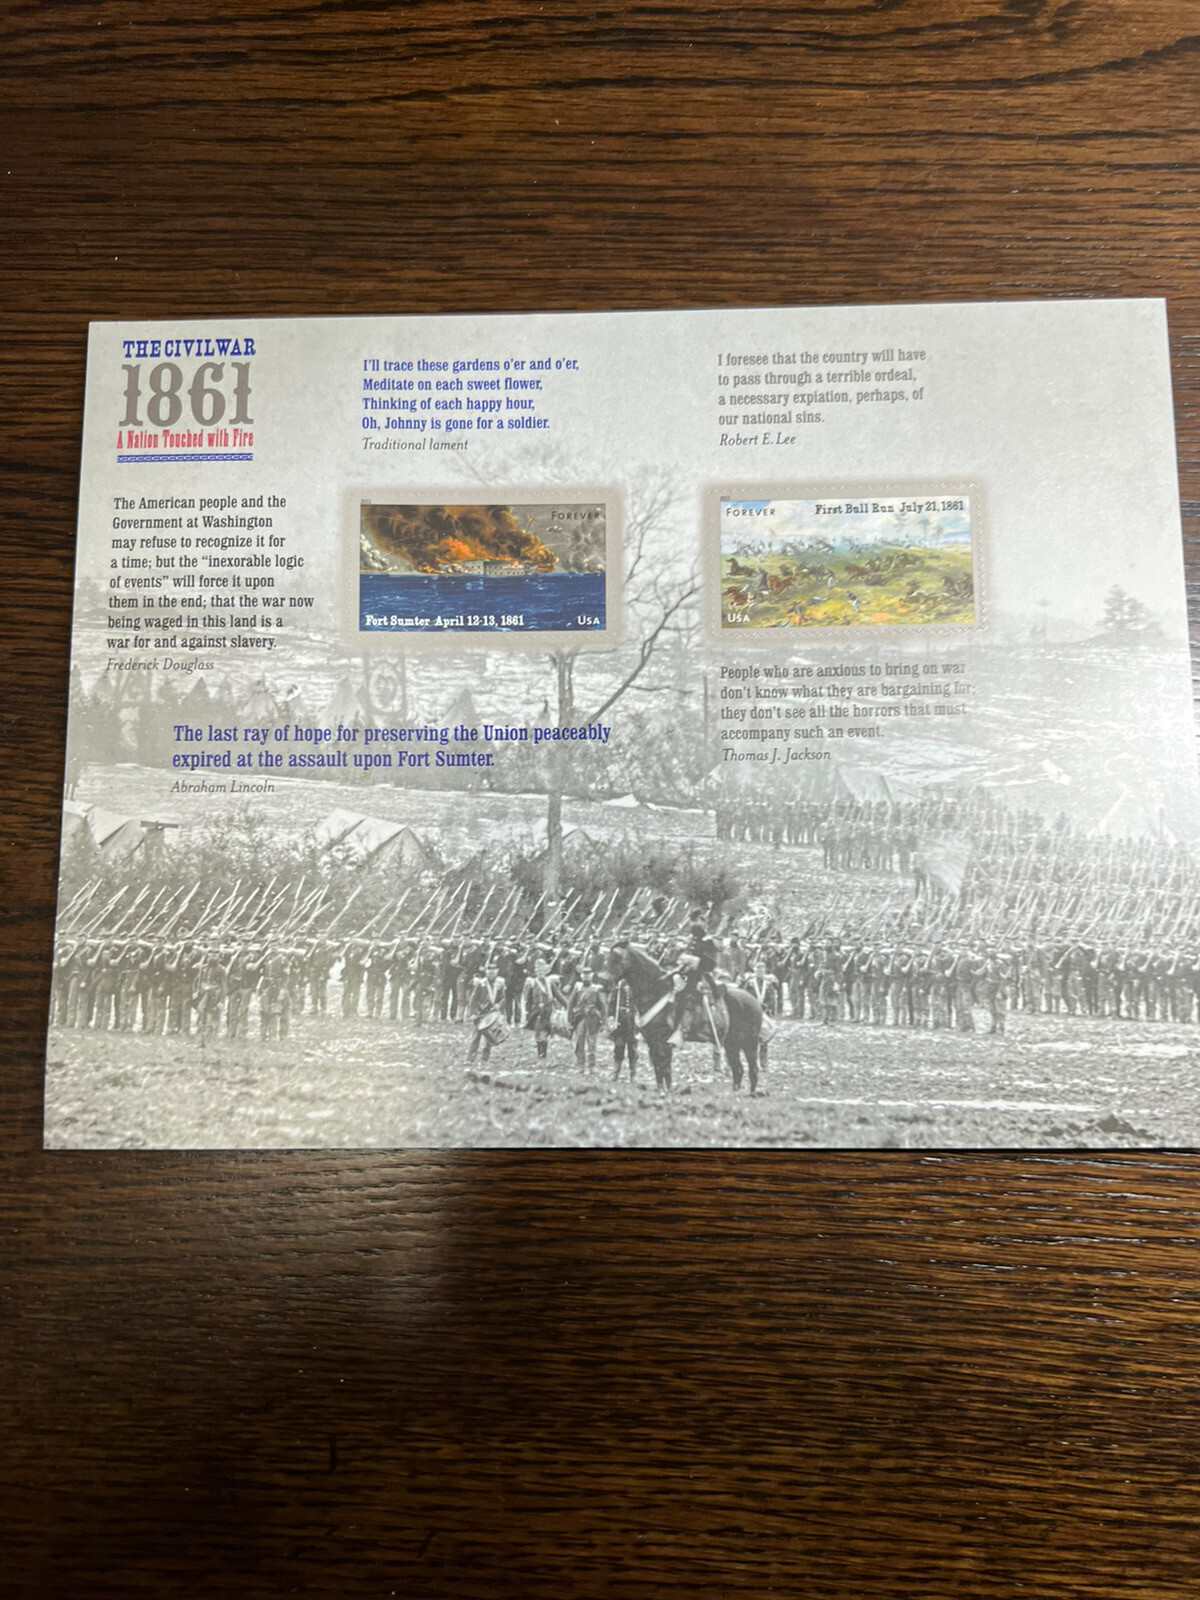 THE CIVIL WAR
1861
A Nation Touched with Fire
I'll trace these gardens o'er and o'er,
Meditate on each sweet flower,
Thinking of each happy hour,
Oh, Johnny is gone for a soldier.
Traditional lament
I foresee that the country will have
to pass through a terrible ordeal,
a necessary expiation, perhaps, of
our national sins.
Robert E. Lee
The American people and the
Government at Washington
may refuse to recognize it for
a time; but the “inexorable logic
of events” will force it upon
them in the end; that the war now
being waged in this land is a
war for and against slavery.
Frederick Douglass
FOREVER
Fort Sumter April 12-13, 1861
USA
FOREVER
First Bull Run July 21, 1861
USA
People who are anxious to bring on war
don't know what they are bargaining for;
they don't see all the horrors that must
accompany such an event.
Thomas J. Jackson
The last ray of hope for preserving the Union peaceably
expired at the assault upon Fort Sumter.
Abraham Lincoln